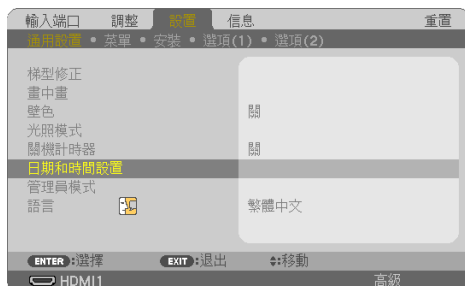 輸入端口 調整 設置 信息 重置
通用設置 • 菜單 • 安裝 • 選項(1) • 選項(2)
梯型修正
畫中畫
壁色 關
光照模式
關機計時器 關
日期和時間設置
管理員模式
語言 繁體中文
ENTER :選擇 EXIT :退出 :移動
HDMI1 高級